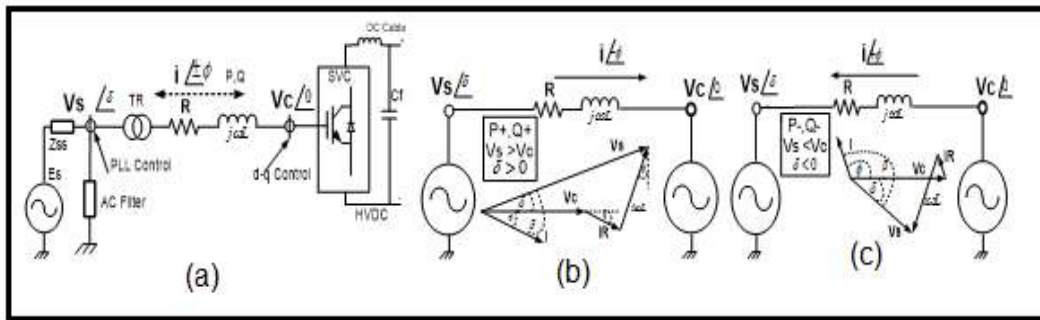 DC Cable
i∠±ϕ P,Q
Vs∠δ TR R jωL Vc∠0 SVC Cf
Zss
PLL Control
d-q Control
Es
AC Filter
HVDC
(a)
i∠-ϕ
Vs∠δ R Vc∠0
jωL
P+,Q+
Vs >Vc
δ > 0
Vs
Vc
IR
I
(b)
Vs∠δ R Vc∠0
jωL
P-,Q-
Vs <Vc
δ<0
I
ϕ
IR
Vc
δ
Vs
(c)